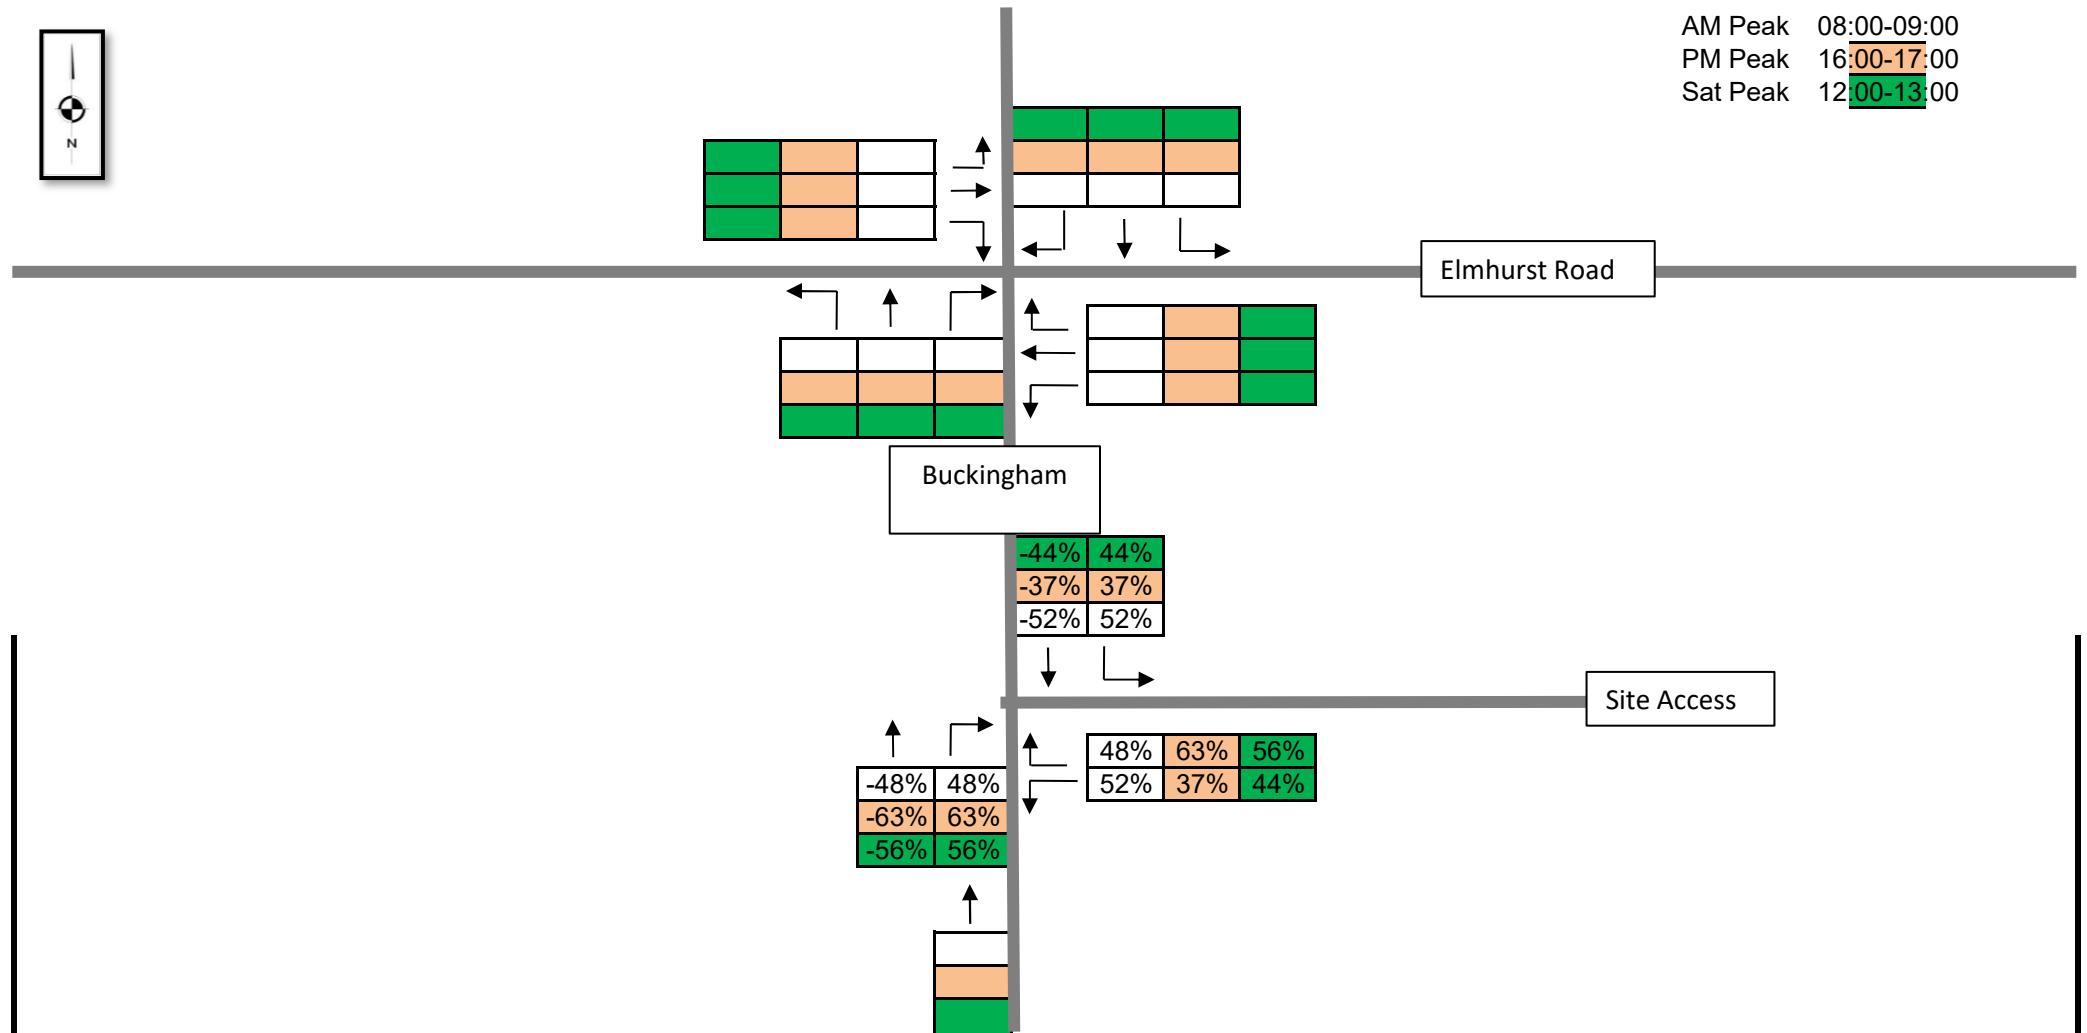 AM Peak 08:00-09:00
PM Peak 16:00-17:00
Sat Peak 12:00-13:00
N
Elmhurst Road
Buckingham
-44% 44%
-37% 37%
-52% 52%
Site Access
48% 63% 56%
52% 37% 44%
-48% 48%
-63% 63%
-56% 56%